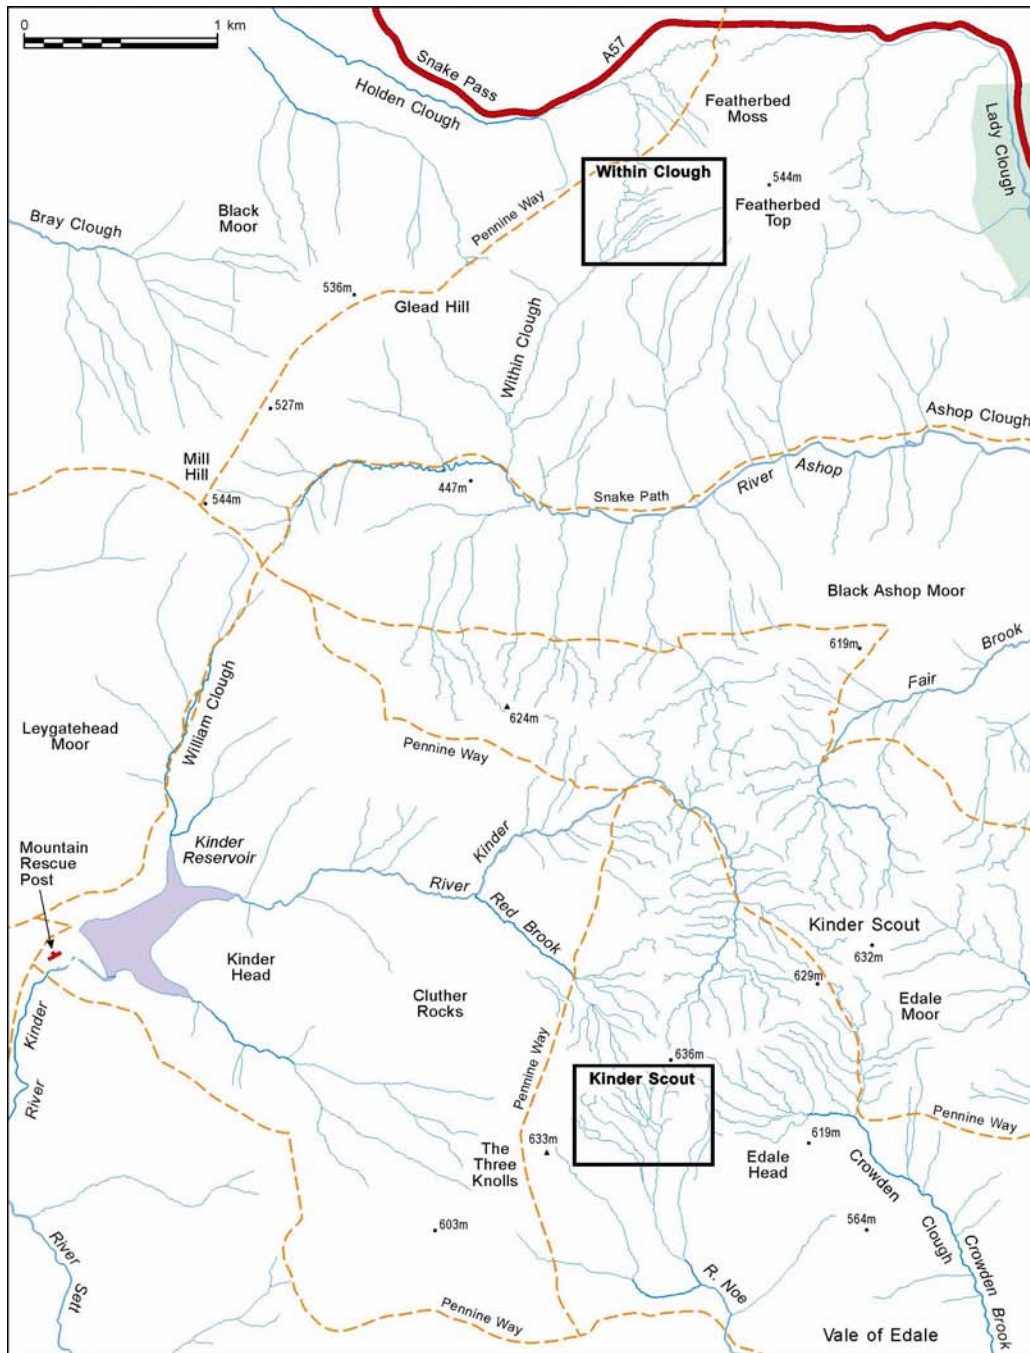 0 1 km
Snake Pass
A57
Holden Clough
Featherbed
Moss
Lady Clough
Within Clough
544m
Featherbed
Top
Black
Moor
Bray Clough
Pennine Way
536m
Glead Hill
Within Clough
527m
Ashop Clough
Mill
Hill
544m
447m
Snake Path
River Ashop
Black Ashop Moor
619m
Fair Brook
William Clough
Leygatehead
Moor
624m
Pennine Way
Kinder
Reservoir
Mountain
Rescue
Post
River Kinder
Red Brook
Kinder Scout
632m
629m
Kinder
Head
Cluther
Rocks
Edale
Moor
River Kinder
Pennine Way
636m
Kinder Scout
Pennine Way
The
Three
Knolls
633m
619m
Edale
Head
Crowden
Clough
603m
564m
Crowden Brook
River Sett
R. Noe
Pennine Way
Vale of Edale